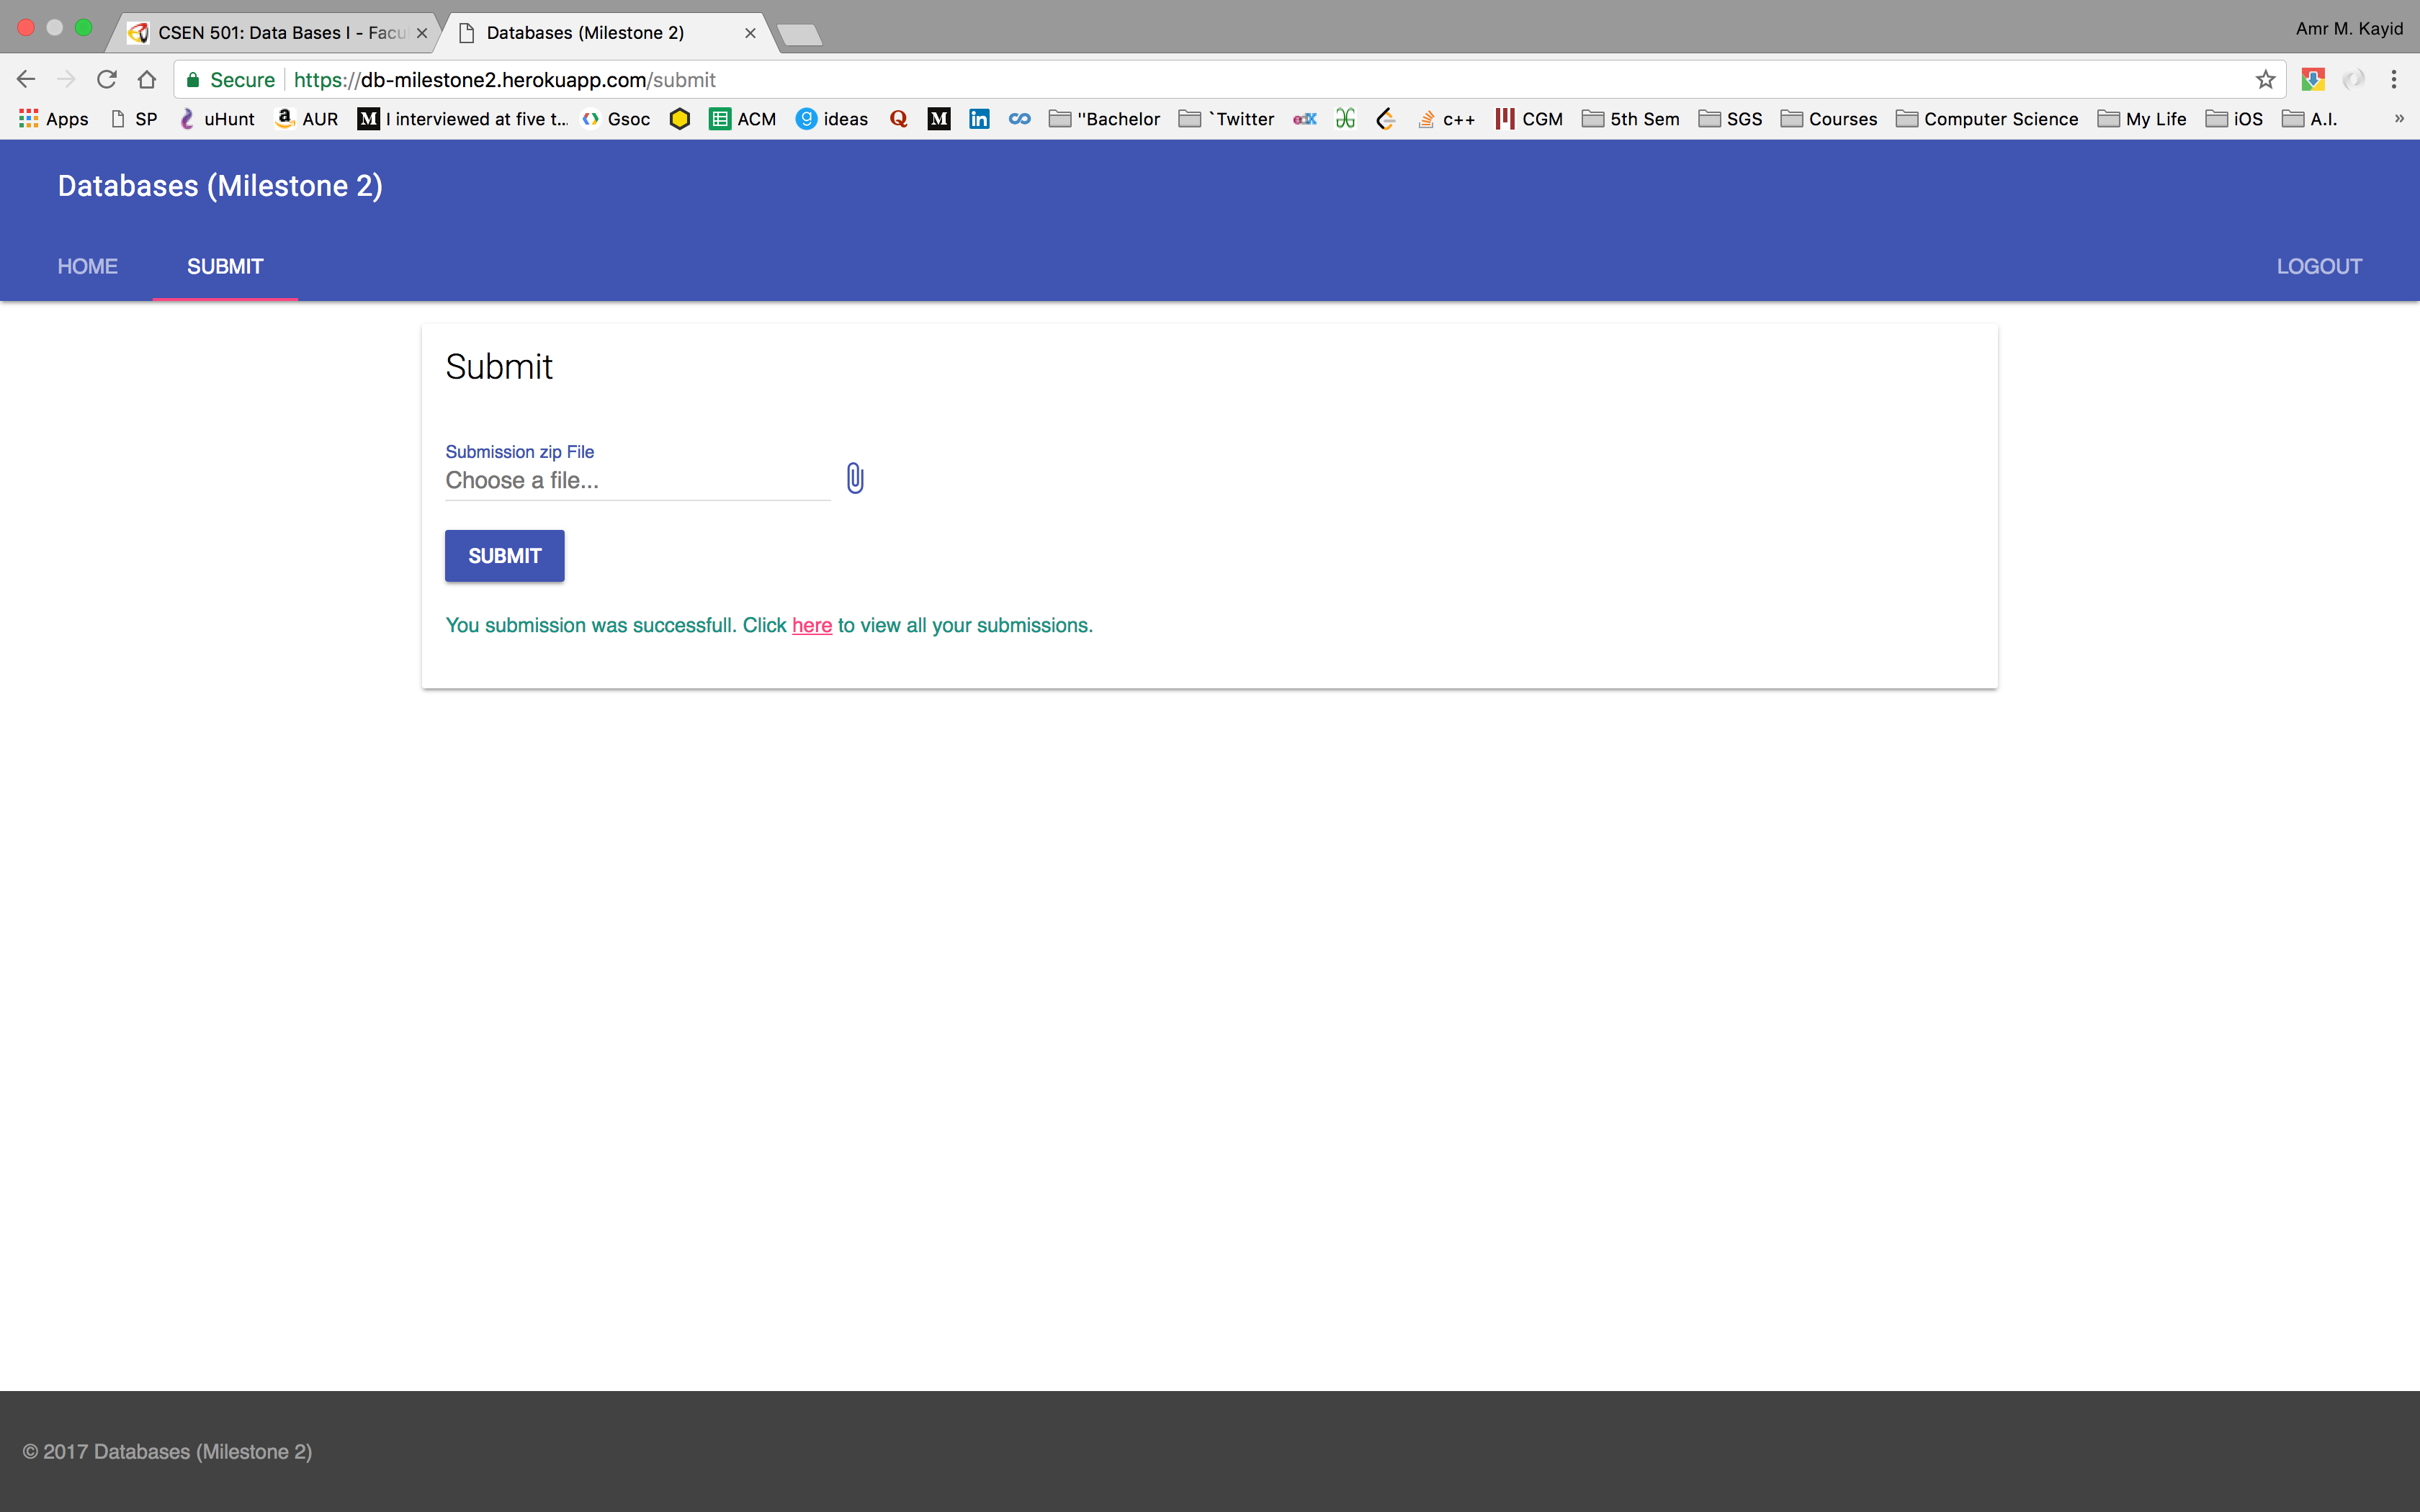 CSEN 501: Data Bases I - Facu
Databases (Milestone 2)
Amr M. Kayid
Secure https://db-milestone2.herokuapp.com/submit
Apps SP uHunt AUR I interviewed at five t... Gsoc ACM ideas ''Bachelor `Twitter c++ CGM 5th Sem SGS Courses Computer Science My Life iOS A.I. »
Databases (Milestone 2)
HOME SUBMIT LOGOUT
Submit
Submission zip File
Choose a file...
SUBMIT
You submission was successfull. Click here to view all your submissions.
© 2017 Databases (Milestone 2)